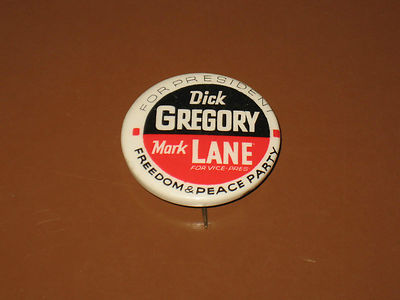 FOR PRESIDENT
Dick
GREGORY
Mark LANE
FOR VICE-PRES
FREEDOM & PEACE PARTY